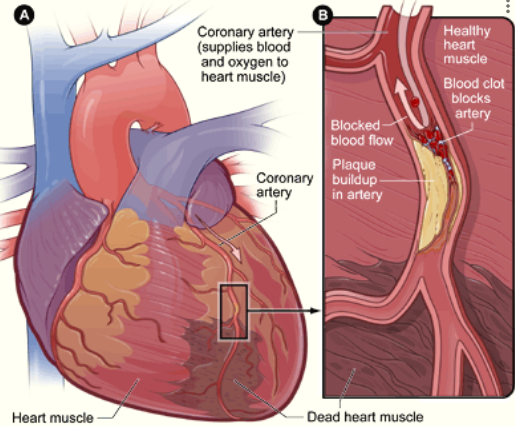 A
Coronary artery
(supplies blood
and oxygen to
heart muscle)
Coronary
artery
Heart muscle
Dead heart muscle
B
Healthy
heart
muscle
Blood clot
blocks
artery
Blocked
blood flow
Plaque
buildup
in artery